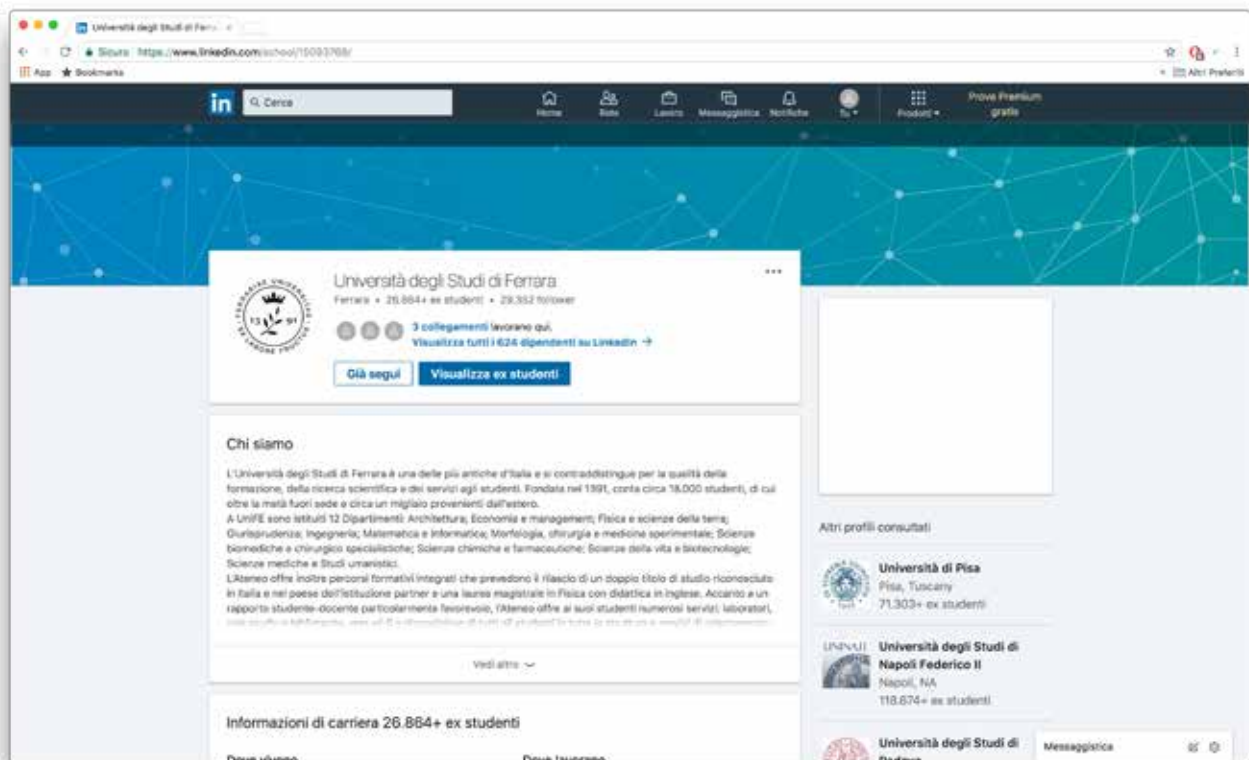 Università degli Studi di Ferra
Sicuro https://www.linkedin.com/school/15093768/
App Bookmarks Altri Preferiti
in Cerca Home Rete Lavoro Messaggistica Notifiche Tu Prodotti Prova Premium
gratis
Università degli Studi di Ferrara
Ferrara • 26.864+ ex studenti • 29,552 follower
FERRARIAE UNIVERSITAS
EX LABORE FRUCTUS
13 91
3 collegamenti lavorano qui.
Visualizza tutti i 624 dipendenti su LinkedIn →
Già segui Visualizza ex studenti
Chi siamo
L'Università degli Studi di Ferrara è una delle più antiche d'Italia e si contraddistingue per la qualità della
formazione, della ricerca scientifica e dei servizi agli studenti. Fondata nel 1391, conta circa 18.000 studenti, di cui
oltre la metà fuori sede e circa un migliaio provenienti dall'estero.
A UniFE sono istituiti 12 Dipartimenti: Architettura; Economia e management; Fisica e scienze della terra;
Giurisprudenza; Ingegneria; Matematica e informatica; Morfologia, chirurgia e medicina sperimentale; Scienze
biomediche e chirurgico specialistiche; Scienze chimiche e farmaceutiche; Scienze della vita e biotecnologie;
Scienze mediche e Studi umanistici.
L'Ateneo offre inoltre percorsi formativi integrati che prevedono il rilascio di un doppio titolo di studio riconosciuto
in Italia e nel paese dell'istituzione partner e una laurea magistrale in Fisica con didattica in inglese. Accanto a un
rapporto studente-docente particolarmente favorevole, l'Ateneo offre ai suoi studenti numerosi servizi: laboratori,
Vedi altro
Informazioni di carriera 26.864+ ex studenti
Dove vivono Dove lavorano
Altri profili consultati
Università di Pisa
Pisa, Tuscany
71.303+ ex studenti
UNINA
Università degli Studi di
Napoli Federico II
Napoli, NA
118.674+ ex studenti
Università degli Studi di
Padova
Messaggistica